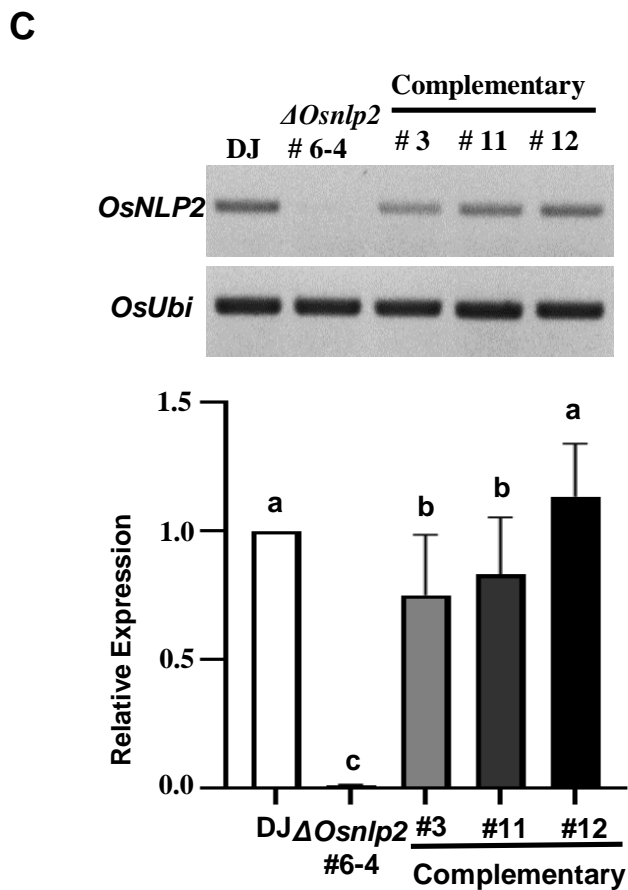 C
Complementary
ΔOsnlp2
DJ # 6-4 # 3 # 11 # 12
OsNLP2
OsUbi
Relative Expression
1.5
1.0
0.5
0.0
a
c
b
b
a
DJ ΔOsnlp2 #3 #11 #12
#6-4
Complementary